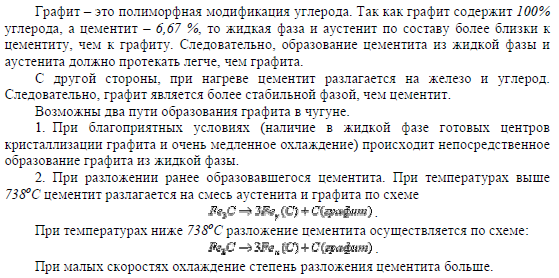 Графит – это полиморфная модификация углерода. Так как графит содержит 100%
углерода, а цементит – 6,67 %, то жидкая фаза и аустенит по составу более близки к
цементиту, чем к графиту. Следовательно, образование цементита из жидкой фазы и
аустенита должно протекать легче, чем графита.
С другой стороны, при нагреве цементит разлагается на железо и углерод.
Следовательно, графит является более стабильной фазой, чем цементит.
Возможны два пути образования графита в чугуне.
1. При благоприятных условиях (наличие в жидкой фазе готовых центров
кристаллизации графита и очень медленное охлаждение) происходит непосредственное
образование графита из жидкой фазы.
2. При разложении ранее образовавшегося цементита. При температурах выше
738°С цементит разлагается на смесь аустенита и графита по схеме
Fe₃C → 3Feγ(C) + C(графит).
При температурах ниже 738°С разложение цементита осуществляется по схеме:
Fe₃C → 3Feα(C) + C(графит).
При малых скоростях охлаждение степень разложения цементита больше.